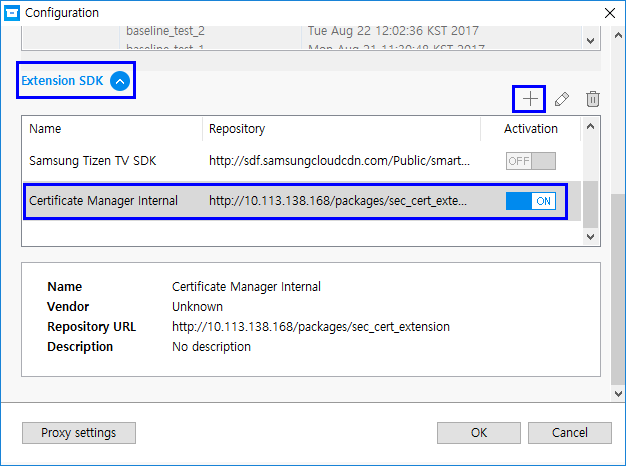 Configuration
baseline_test_2 Tue Aug 22 12:02:36 KST 2017
baseline_test_1 Mon Aug 21 11:30:48 KST 2017
Extension SDK
Name Repository Activation
Samsung Tizen TV SDK http://sdf.samsungcloudcdn.com/Public/smart... OFF
Certificate Manager Internal http://10.113.138.168/packages/sec_cert_exte... ON
Name Certificate Manager Internal
Vendor Unknown
Repository URL http://10.113.138.168/packages/sec_cert_extension
Description No description
Proxy settings OK Cancel